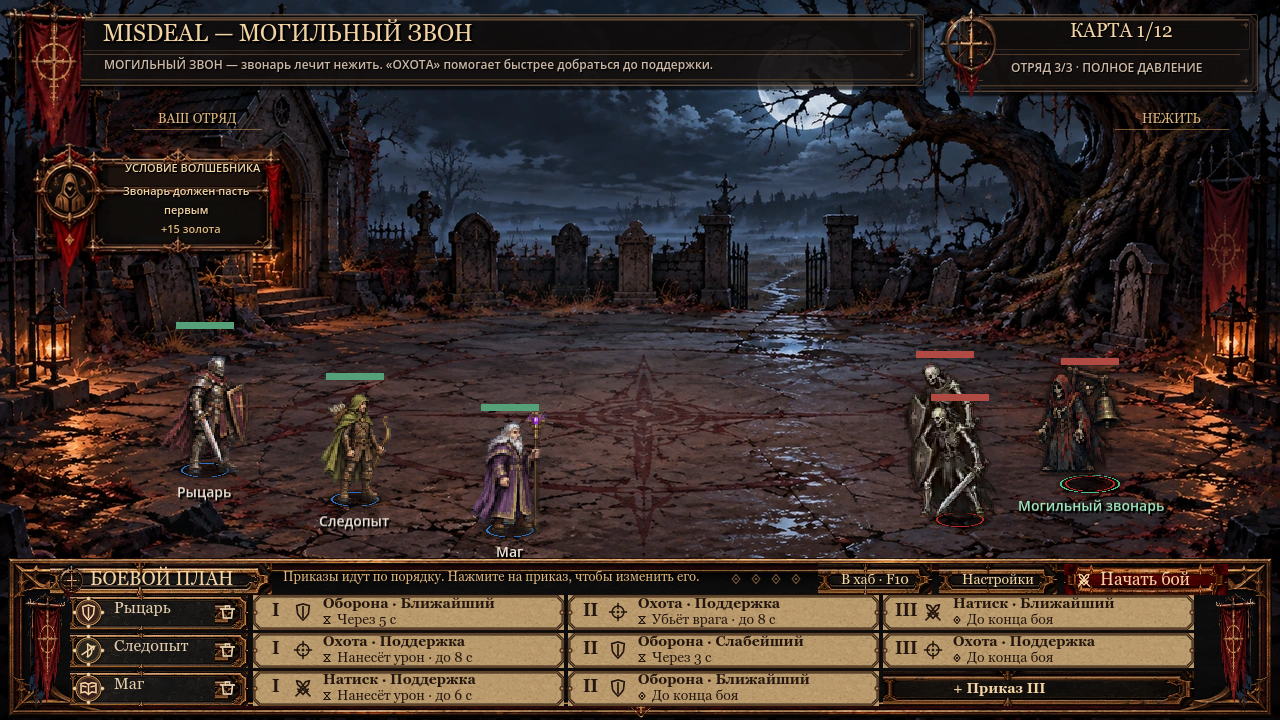 MISDEAL — МОГИЛЬНЫЙ ЗВОН
МОГИЛЬНЫЙ ЗВОН — звонарь лечит нежить. «ОХОТА» помогает быстрее добраться до поддержки.
КАРТА 1/12
ОТРЯД 3/3 · ПОЛНОЕ ДАВЛЕНИЕ
ВАШ ОТРЯД
НЕЖИТЬ
УСЛОВИЕ ВОЛШЕБНИКА
Звонарь должен пасть
первым
+15 золота
Рыцарь
Следопыт
Маг
Могильный звонарь
БОЕВОЙ ПЛАН
Приказы идут по порядку. Нажмите на приказ, чтобы изменить его.
В хаб · F10
Настройки
Начать бой
Рыцарь
I Оборона · Ближайший
Через 5 с
II Охота · Поддержка
Убьёт врага · до 8 с
III Натиск · Ближайший
До конца боя
Следопыт
I Охота · Поддержка
Нанесёт урон · до 8 с
II Оборона · Слабейший
Через 3 с
III Охота · Поддержка
До конца боя
Маг
I Натиск · Поддержка
Нанесёт урон · до 6 с
II Оборона · Ближайший
До конца боя
+ Приказ III